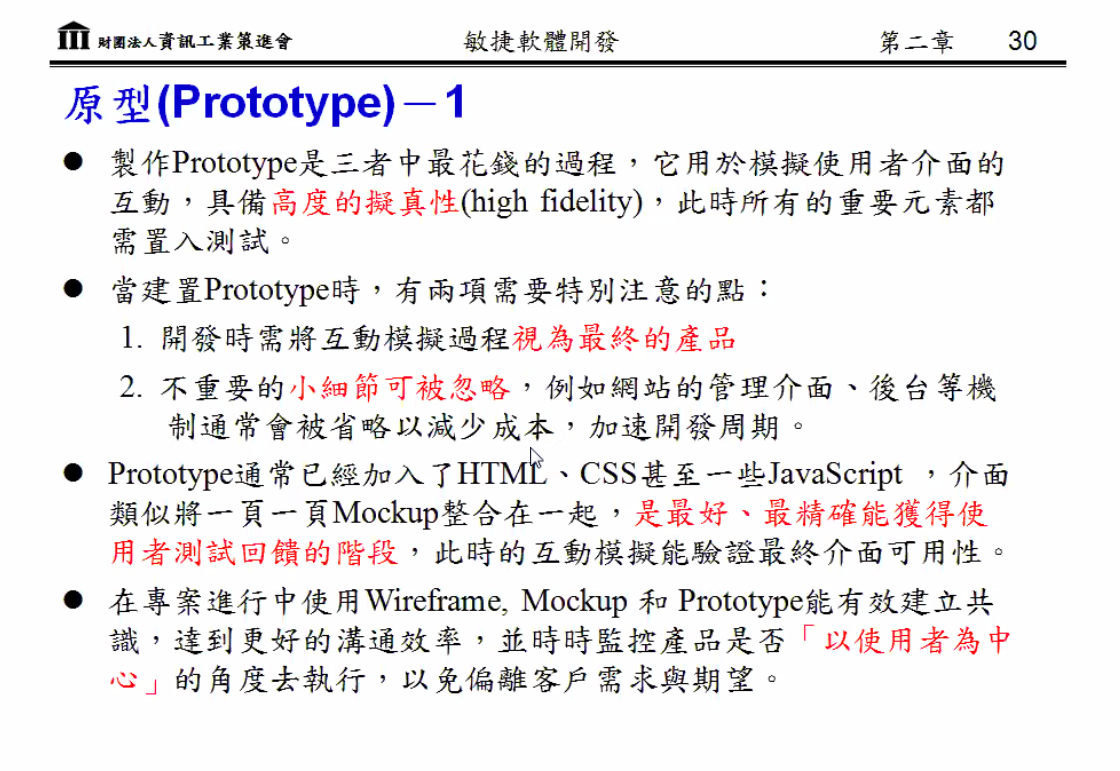 財團法人資訊工業策進會 敏捷軟體開發 第二章 30
原型(Prototype)－1
● 製作Prototype是三者中最花錢的過程，它用於模擬使用者介面的
互動，具備高度的擬真性(high fidelity)，此時所有的重要元素都
需置入測試。
● 當建置Prototype時，有兩項需要特別注意的點：
1. 開發時需將互動模擬過程視為最終的產品
2. 不重要的小細節可被忽略，例如網站的管理介面、後台等機
制通常會被省略以減少成本，加速開發周期。
● Prototype通常已經加入了HTML、CSS甚至一些JavaScript ，介面
類似將一頁一頁Mockup整合在一起，是最好、最精確能獲得使
用者測試回饋的階段，此時的互動模擬能驗證最終介面可用性。
● 在專案進行中使用Wireframe, Mockup 和 Prototype能有效建立共
識，達到更好的溝通效率，並時時監控產品是否「以使用者為中
心」的角度去執行，以免偏離客戶需求與期望。